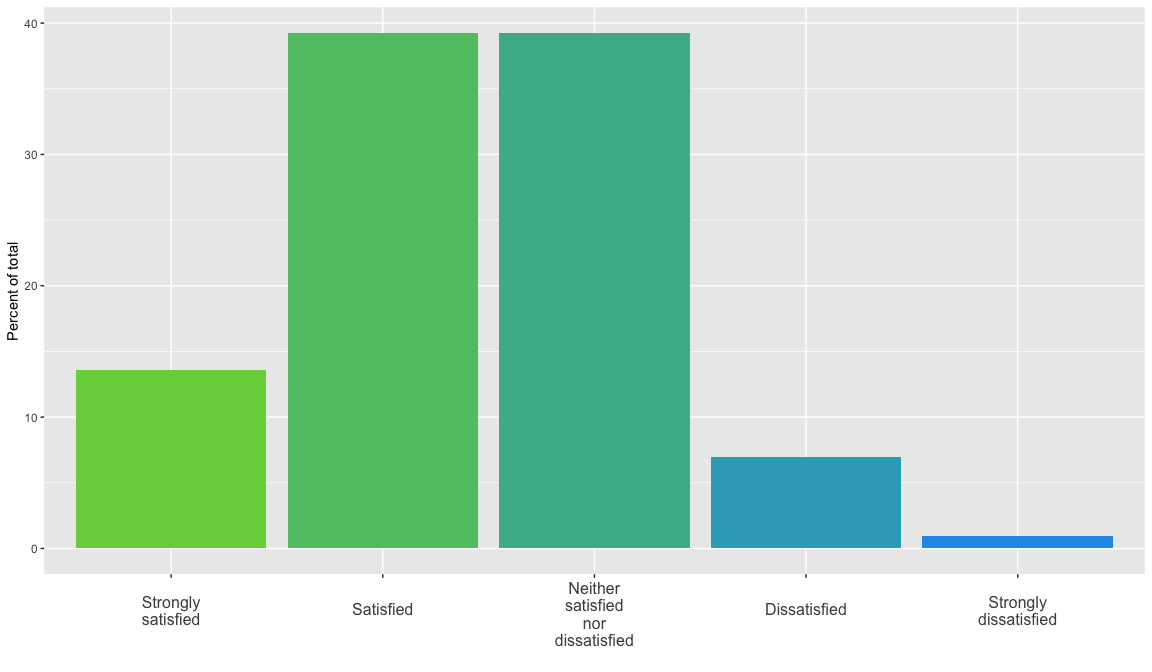 40
30
20
10
0
Percent of total
Strongly
satisfied
Satisfied
Neither
satisfied
nor
dissatisfied
Dissatisfied
Strongly
dissatisfied